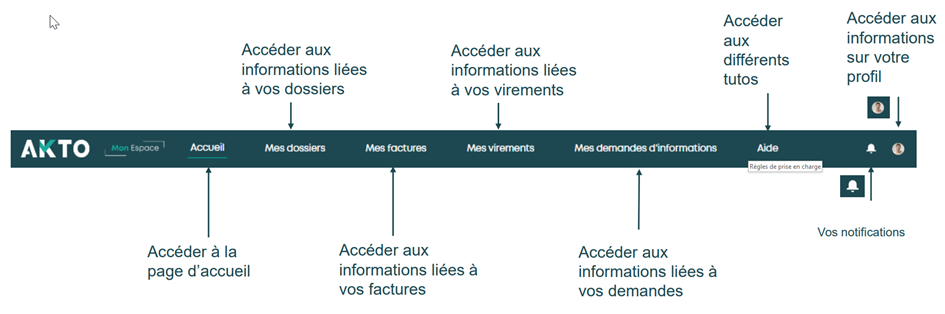 Accéder aux
informations liées
à vos dossiers
Accéder aux
informations liées
à vos virements
Accéder
aux
différents
tutos
Accéder aux
informations
sur votre
profil
AKTO Mon Espace Accueil Mes dossiers Mes factures Mes virements Mes demandes d'informations Aide
Règles de prise en charge
Accéder à la
page d'accueil
Accéder aux
informations liées à
vos factures
Accéder aux
informations liées à
vos demandes
Vos notifications